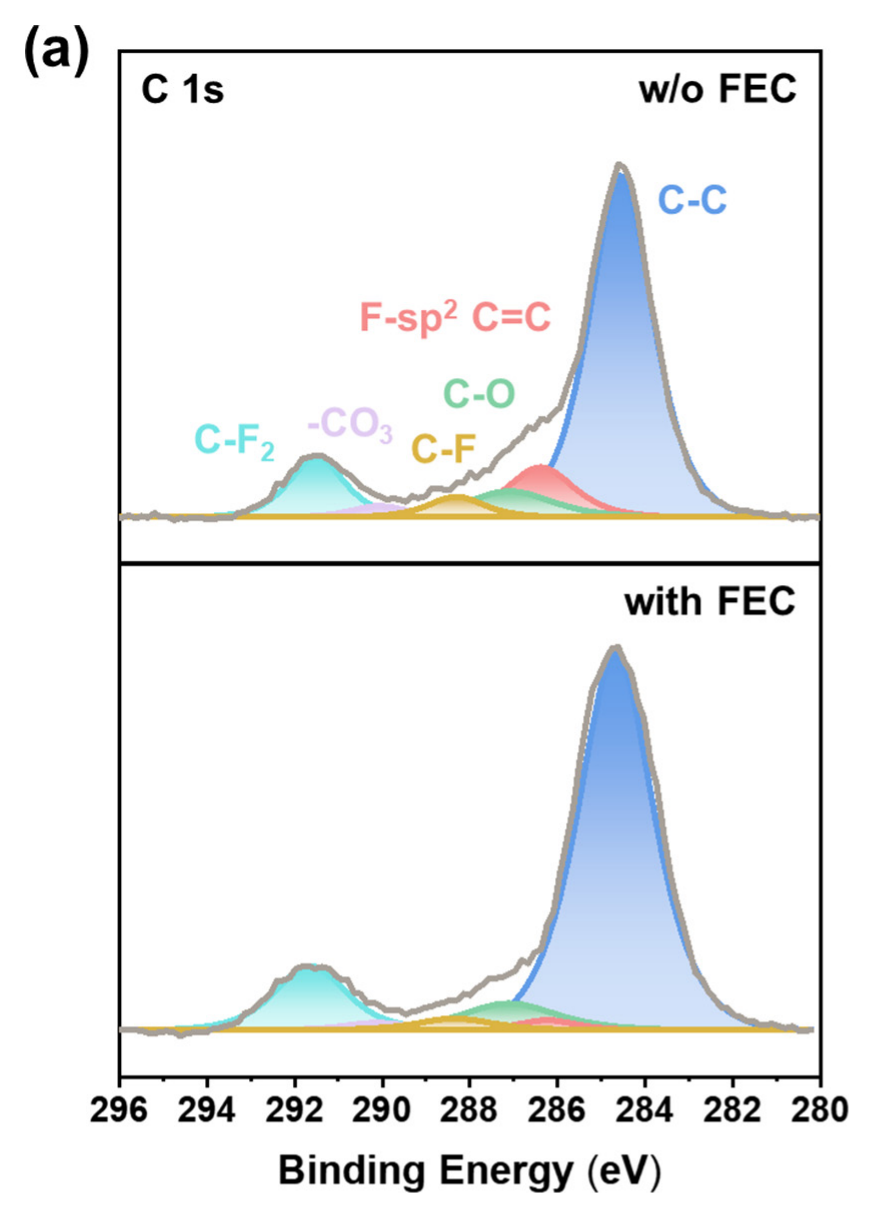 (a)
C 1s w/o FEC
C-C
F-sp² C=C
C-O
-CO₃
C-F₂
C-F
with FEC
296 294 292 290 288 286 284 282 280
Binding Energy (eV)